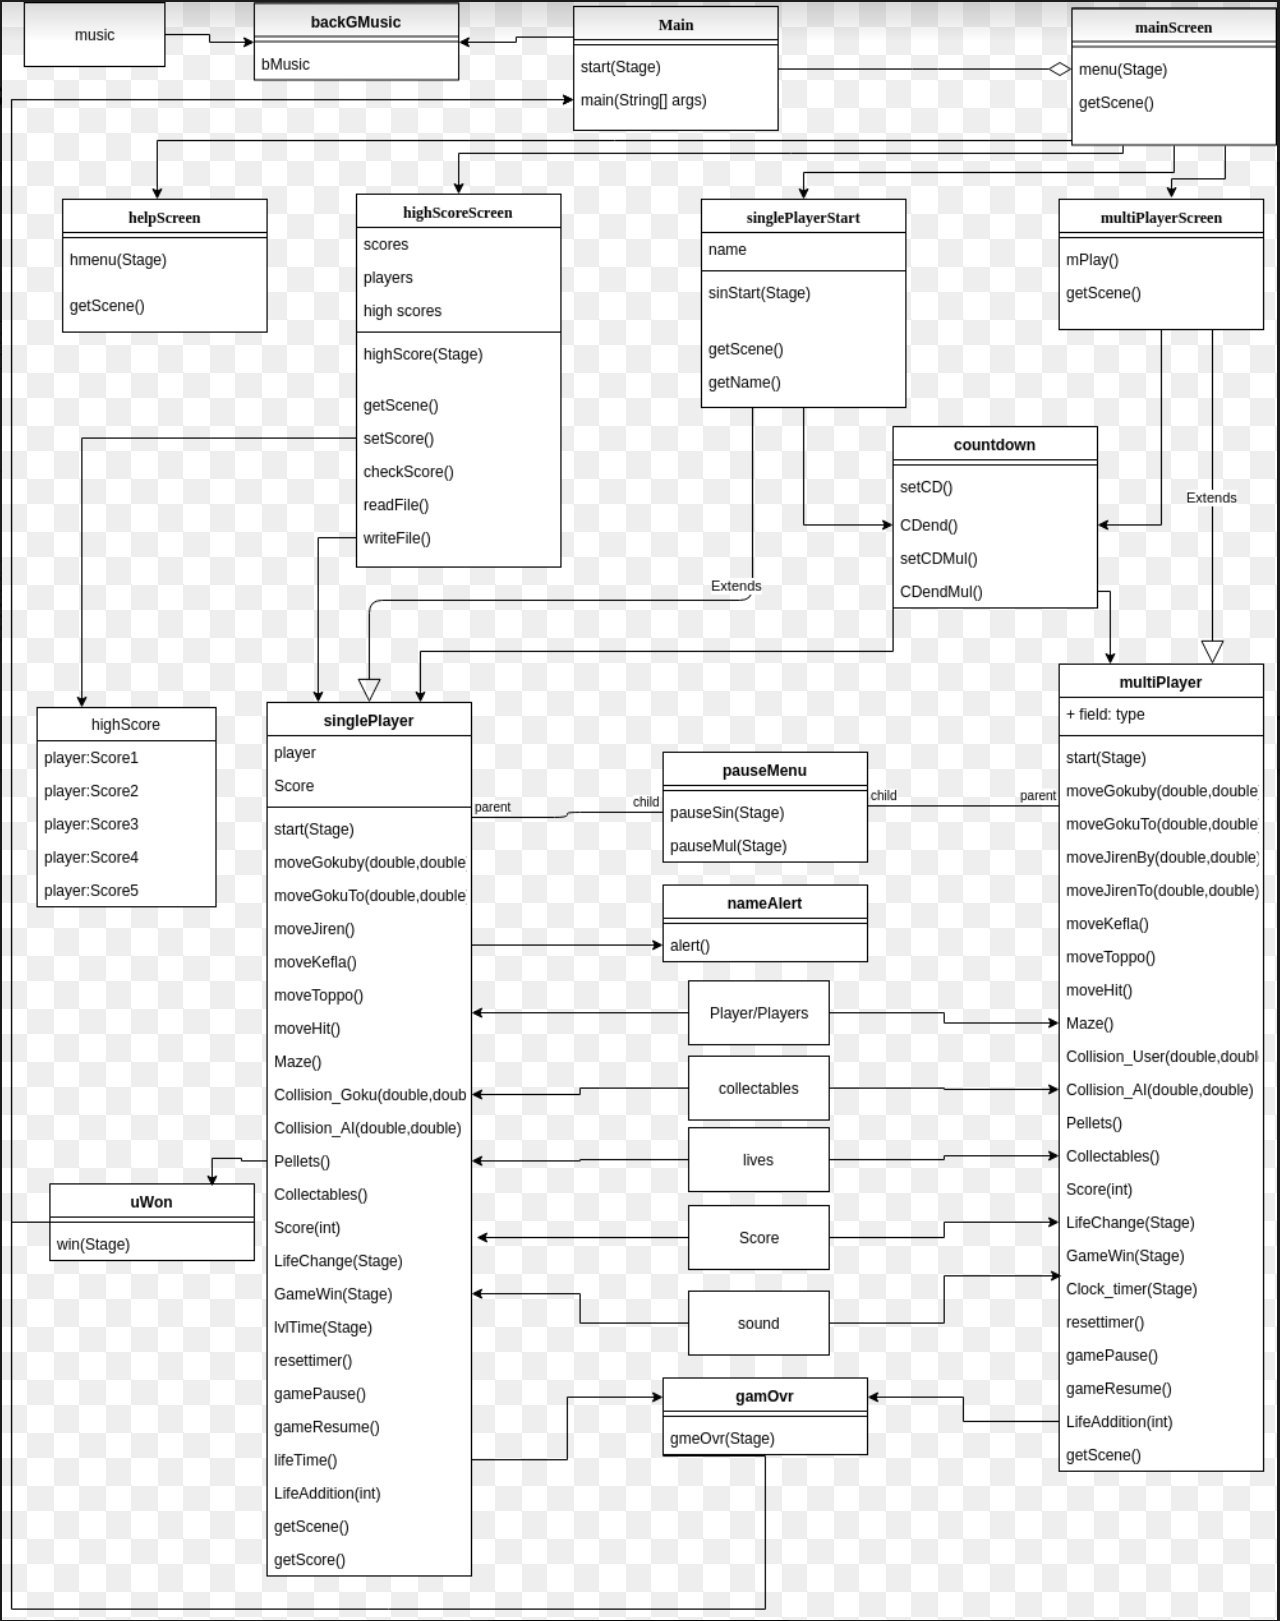 music
backGMusic
bMusic
Main
start(Stage)
main(String[] args)
mainScreen
menu(Stage)
getScene()
helpScreen
hmenu(Stage)
getScene()
highScoreScreen
scores
players
high scores
highScore(Stage)
getScene()
setScore()
checkScore()
readFile()
writeFile()
singlePlayerStart
name
sinStart(Stage)
getScene()
getName()
multiPlayerScreen
mPlay()
getScene()
countdown
setCD()
CDend()
setCDMul()
CDendMul()
Extends
Extends
highScore
player:Score1
player:Score2
player:Score3
player:Score4
player:Score5
singlePlayer
player
Score
start(Stage)
moveGokuby(double,double
moveGokuTo(double,double
moveJiren()
moveKefla()
moveToppo()
moveHit()
Maze()
Collision_Goku(double,doub
Collision_AI(double,double)
Pellets()
Collectables()
Score(int)
LifeChange(Stage)
GameWin(Stage)
lvlTime(Stage)
resettimer()
gamePause()
gameResume()
lifeTime()
LifeAddition(int)
getScene()
getScore()
parent
child
pauseMenu
pauseSin(Stage)
pauseMul(Stage)
child
parent
nameAlert
alert()
Player/Players
collectables
lives
Score
sound
gamOvr
gmeOvr(Stage)
uWon
win(Stage)
multiPlayer
+ field: type
start(Stage)
moveGokuby(double,double
moveGokuTo(double,double
moveJirenBy(double,double)
moveJirenTo(double,double)
moveKefla()
moveToppo()
moveHit()
Maze()
Collision_User(double,doubl
Collision_AI(double,double)
Pellets()
Collectables()
Score(int)
LifeChange(Stage)
GameWin(Stage)
Clock_timer(Stage)
resettimer()
gamePause()
gameResume()
LifeAddition(int)
getScene()